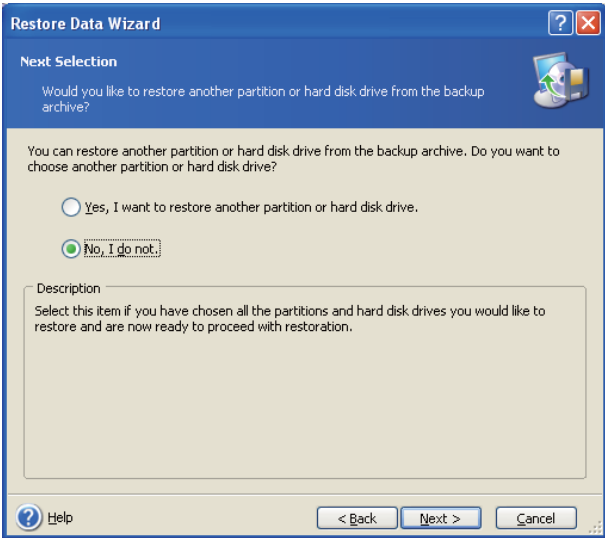 Restore Data Wizard
Next Selection
Would you like to restore another partition or hard disk drive from the backup
archive?
You can restore another partition or hard disk drive from the backup archive. Do you want to
choose another partition or hard disk drive?
Yes, I want to restore another partition or hard disk drive.
No, I do not.
Description
Select this item if you have chosen all the partitions and hard disk drives you would like to
restore and are now ready to proceed with restoration.
Help
< Back
Next >
Cancel